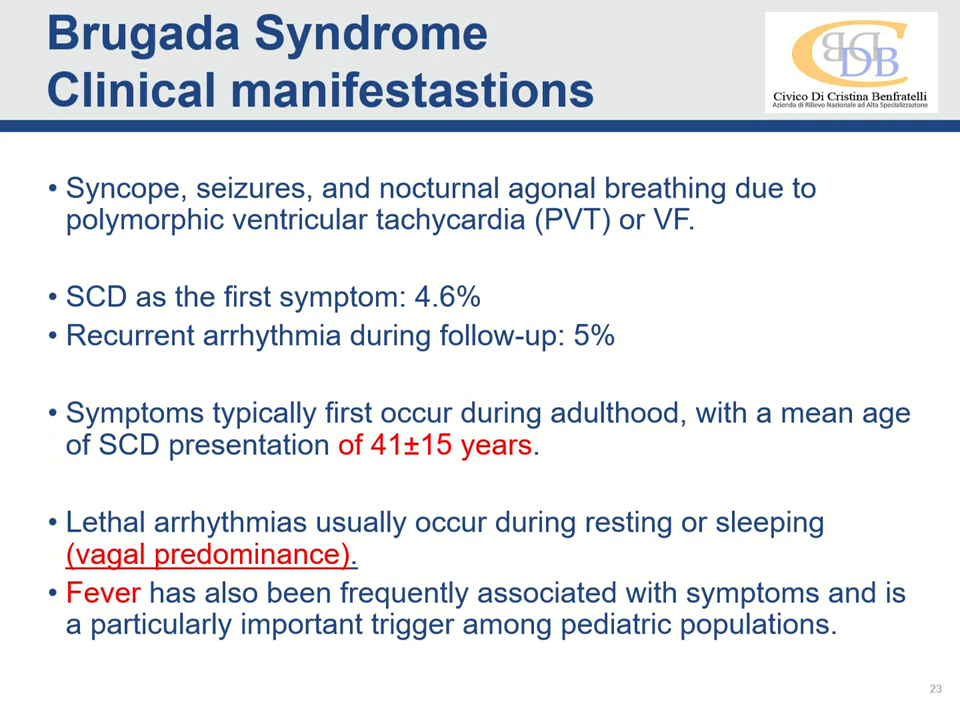 Brugada Syndrome
Clinical manifestastions
Civico Di Cristina Benfratelli
Azienda di Rilievo Nazionale ad Alta Specializzazione
• Syncope, seizures, and nocturnal agonal breathing due to
polymorphic ventricular tachycardia (PVT) or VF.
• SCD as the first symptom: 4.6%
• Recurrent arrhythmia during follow-up: 5%
• Symptoms typically first occur during adulthood, with a mean age
of SCD presentation of 41±15 years.
• Lethal arrhythmias usually occur during resting or sleeping
(vagal predominance).
• Fever has also been frequently associated with symptoms and is
a particularly important trigger among pediatric populations.
23